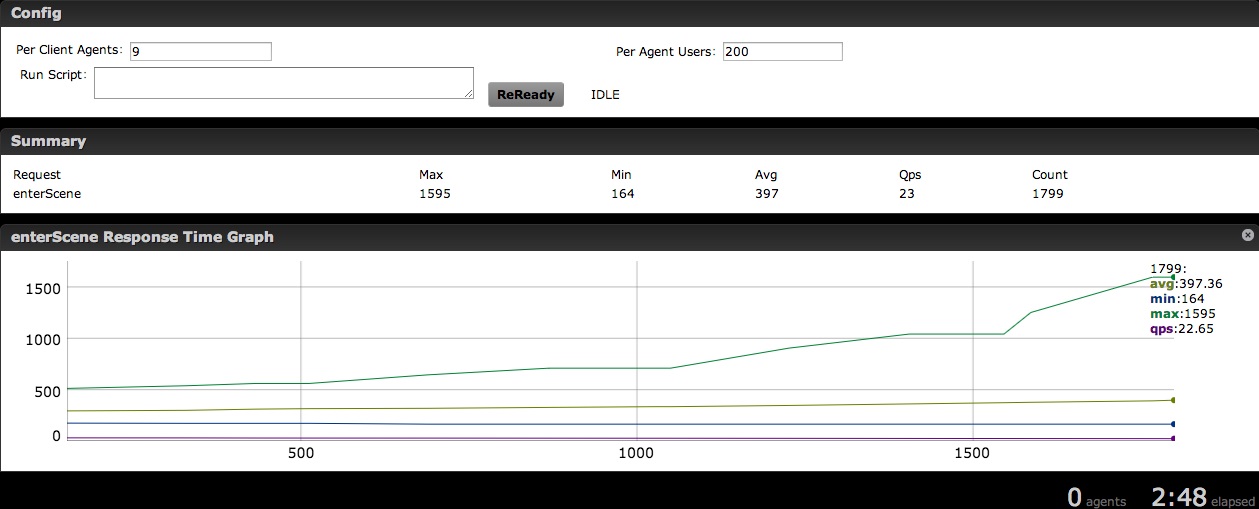 Config
Per Client Agents: 9 Per Agent Users: 200
Run Script:
ReReady IDLE
Summary
Request Max Min Avg Qps Count
enterScene 1595 164 397 23 1799
enterScene Response Time Graph
1799:
avg:397.36
min:164
max:1595
qps:22.65
1500
1000
500
0
500 1000 1500
0 agents 2:48 elapsed